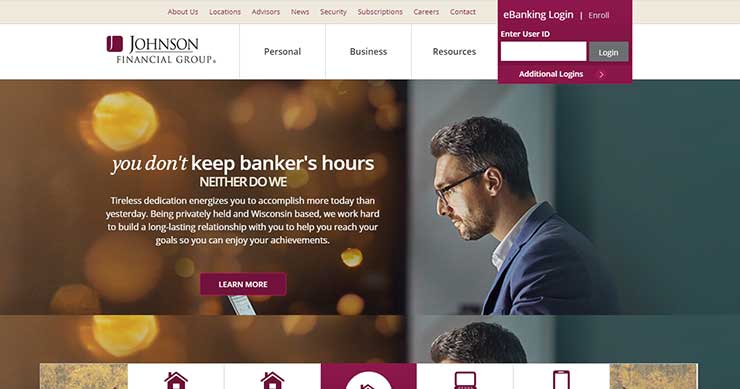 About Us Locations Advisors News Security Subscriptions Careers Contact
eBanking Login | Enroll
Enter User ID
Login
Additional Logins
JOHNSON
FINANCIAL GROUP®
Personal Business Resources
you don't keep banker's hours
NEITHER DO WE
Tireless dedication energizes you to accomplish more today than
yesterday. Being privately held and Wisconsin based, we work hard
to build a long-lasting relationship with you to help you reach your
goals so you can enjoy your achievements.
LEARN MORE